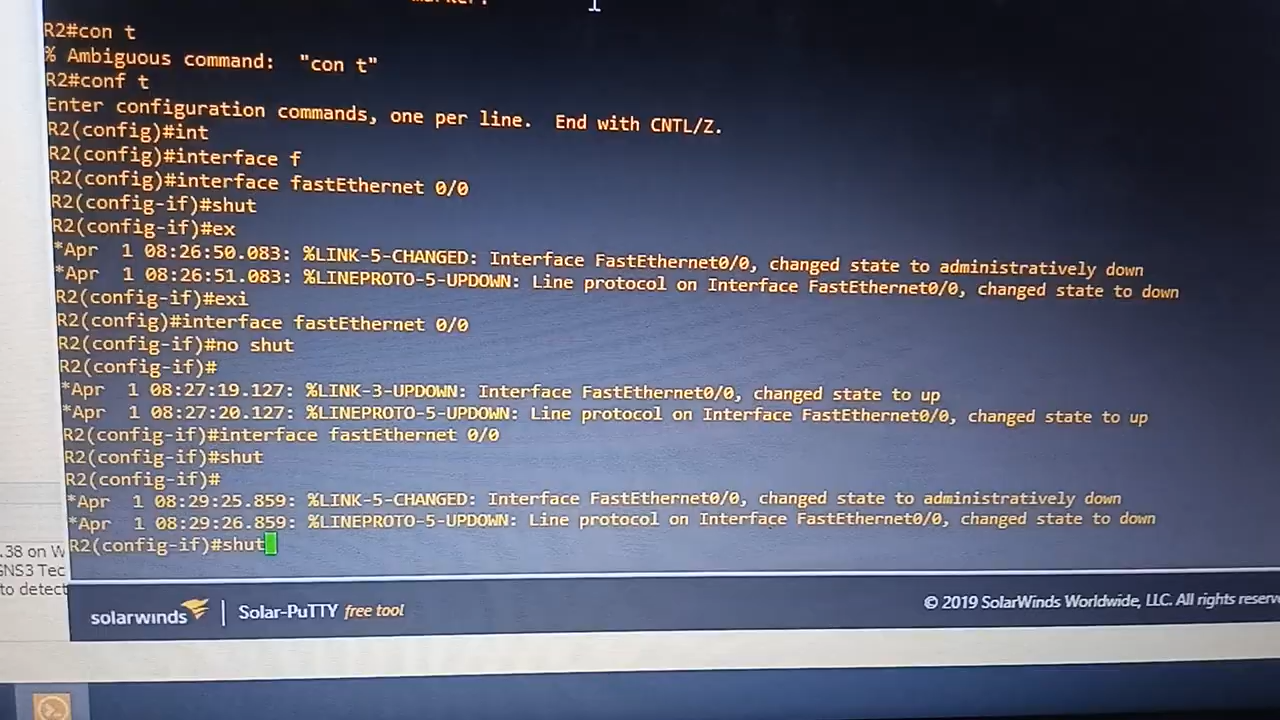 R2#con t
% Ambiguous command:  "con t"
R2#conf t
Enter configuration commands, one per line.  End with CNTL/Z.
R2(config)#int
R2(config)#interface f
R2(config)#interface fastEthernet 0/0
R2(config-if)#shut
R2(config-if)#ex
*Apr  1 08:26:50.083: %LINK-5-CHANGED: Interface FastEthernet0/0, changed state to administratively down
*Apr  1 08:26:51.083: %LINEPROTO-5-UPDOWN: Line protocol on Interface FastEthernet0/0, changed state to down
R2(config-if)#exi
R2(config)#interface fastEthernet 0/0
R2(config-if)#no shut
R2(config-if)#
*Apr  1 08:27:19.127: %LINK-3-UPDOWN: Interface FastEthernet0/0, changed state to up
*Apr  1 08:27:20.127: %LINEPROTO-5-UPDOWN: Line protocol on Interface FastEthernet0/0, changed state to up
R2(config-if)#interface fastEthernet 0/0
R2(config-if)#shut
R2(config-if)#
*Apr  1 08:29:25.859: %LINK-5-CHANGED: Interface FastEthernet0/0, changed state to administratively down
*Apr  1 08:29:26.859: %LINEPROTO-5-UPDOWN: Line protocol on Interface FastEthernet0/0, changed state to down
R2(config-if)#shut
.38 on W
GNS3 Tec
to detect
solarwinds | Solar-PuTTY free tool
© 2019 SolarWinds Worldwide, LLC. All rights reserv